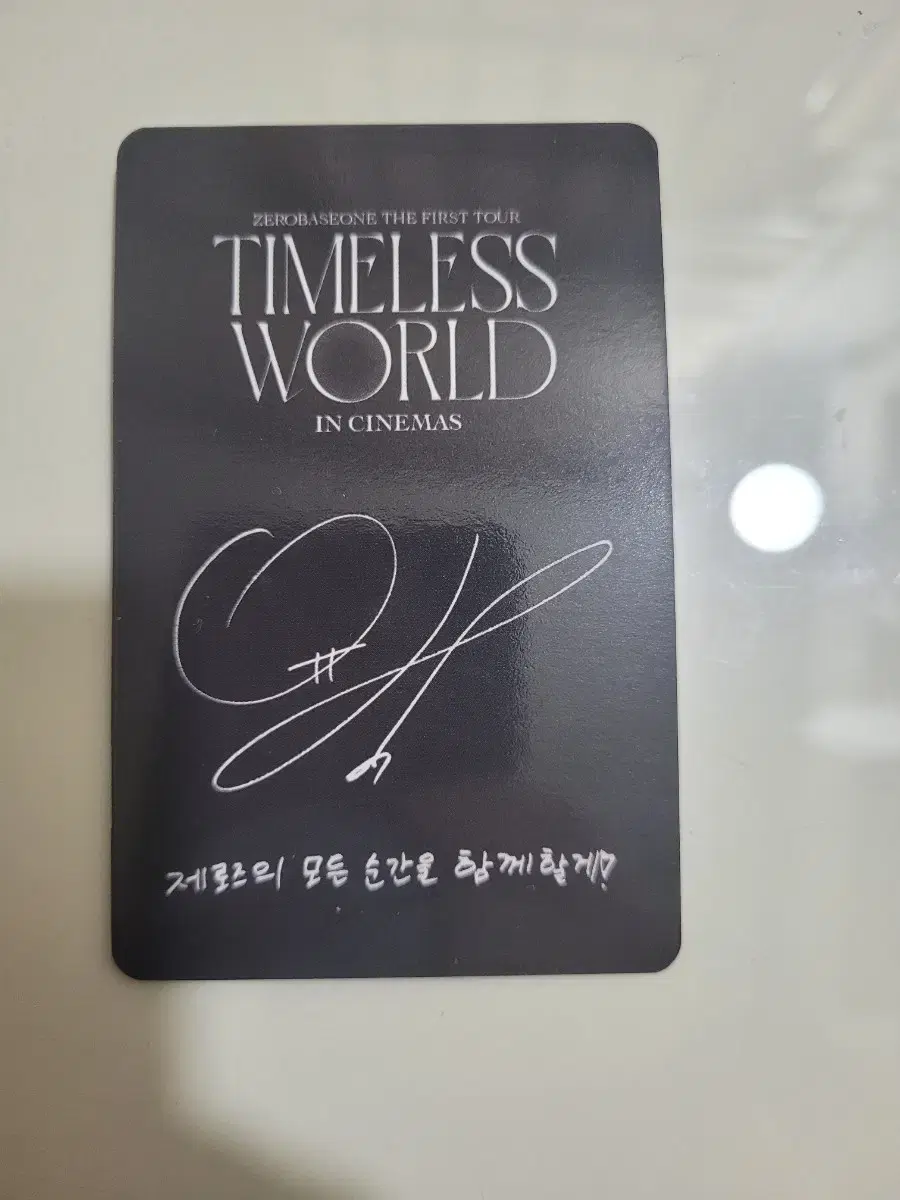 ZEROBASEONE THE FIRST TOUR
TIMELESS
WORLD
IN CINEMAS
제로즈의 모든 순간을 함께할게♡